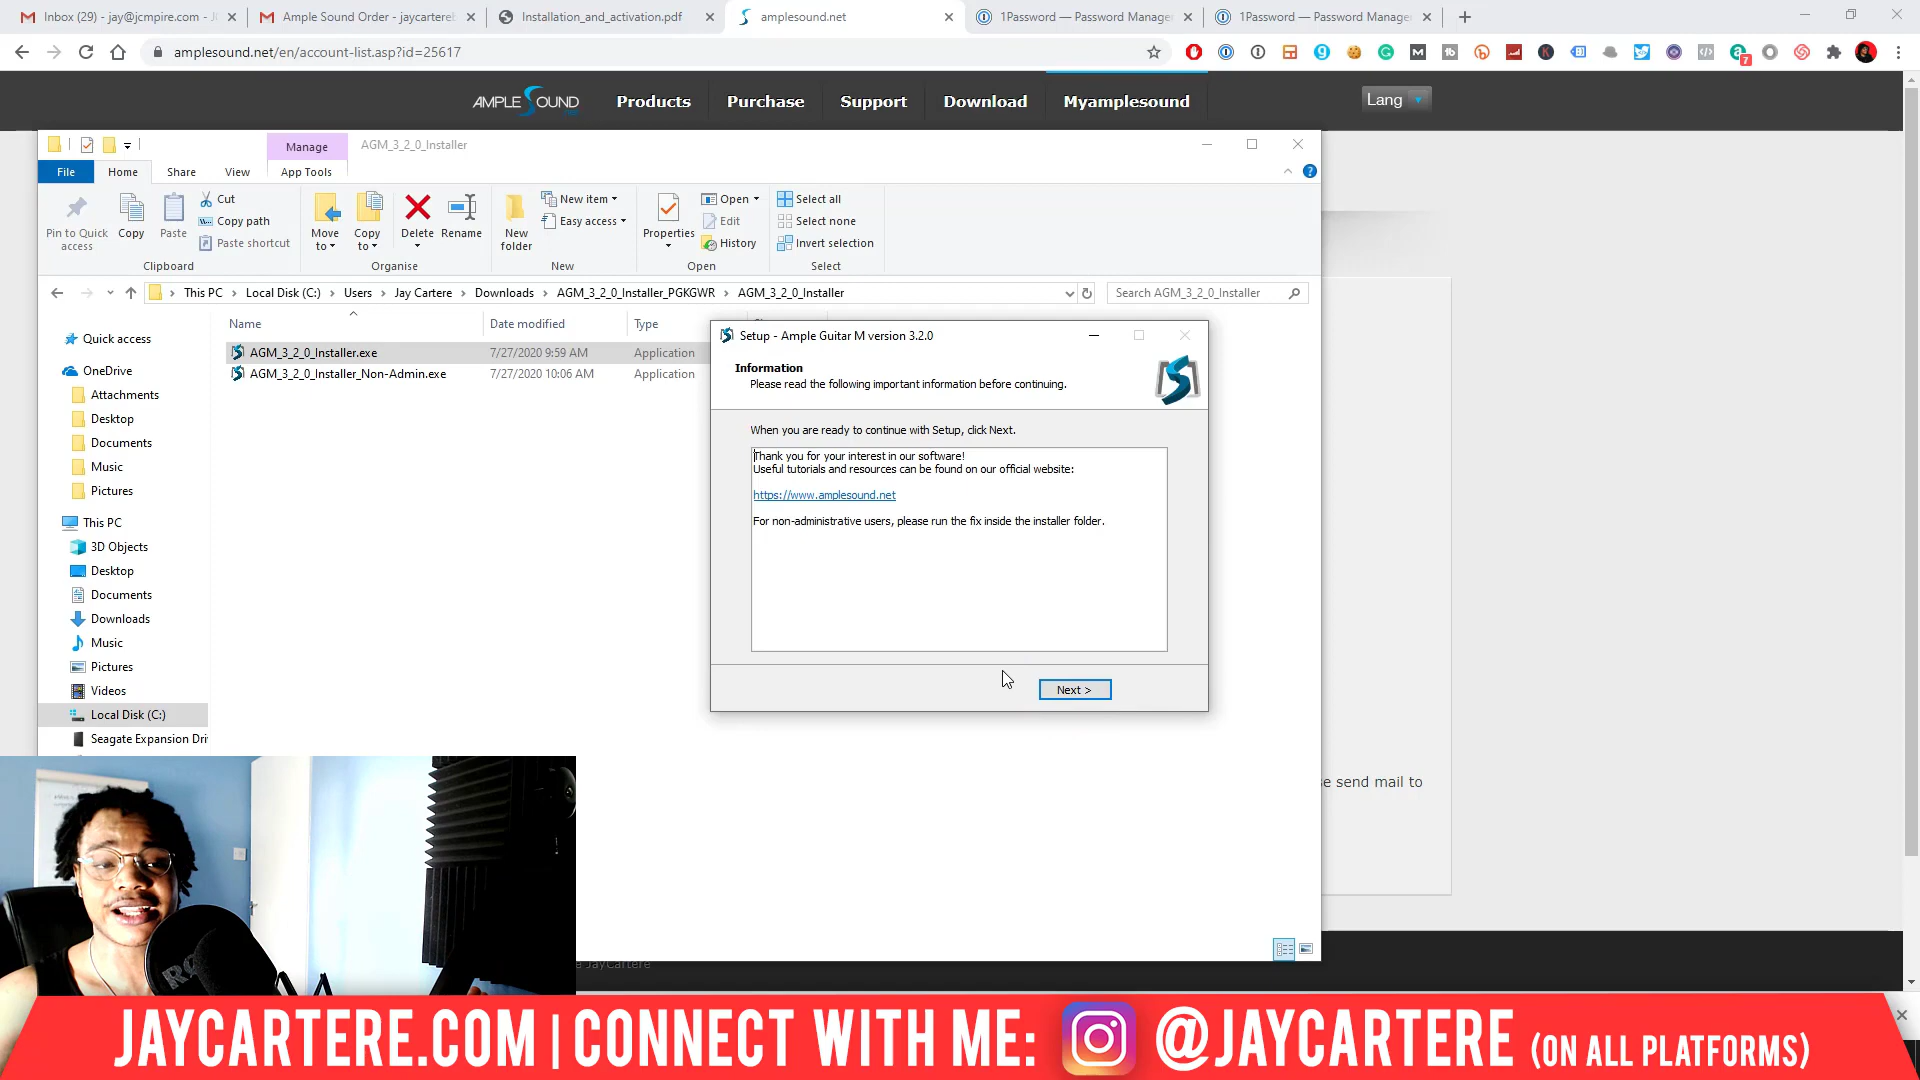 Inbox (29) - jay@jcmpire.com - J
Ample Sound Order - jaycartereb
Installation_and_activation.pdf
amplesound.net
1Password — Password Manage
1Password — Password Manage
amplesound.net/en/account-list.asp?id=25617
7
AMPLE SOUND
Products
Purchase
Support
Download
Myamplesound
Lang
Manage
AGM_3_2_0_Installer
File
Home
Share
View
App Tools
Pin to Quick access
Copy
Paste
Cut
Copy path
Paste shortcut
Move to
Copy to
Delete
Rename
New folder
New item
Easy access
Properties
Open
Edit
History
Select all
Select none
Invert selection
Clipboard
Organise
New
Open
Select
This PC > Local Disk (C:) > Users > Jay Cartere > Downloads > AGM_3_2_0_Installer_PGKGWR > AGM_3_2_0_Installer
Search AGM_3_2_0_Installer
Name
Date modified
Type
AGM_3_2_0_Installer.exe 7/27/2020 9:59 AM Application
AGM_3_2_0_Installer_Non-Admin.exe 7/27/2020 10:06 AM Application
Quick access
OneDrive
Attachments
Desktop
Documents
Music
Pictures
This PC
3D Objects
Desktop
Documents
Downloads
Music
Pictures
Videos
Local Disk (C:)
Seagate Expansion Dri
Setup - Ample Guitar M version 3.2.0
Information
Please read the following important information before continuing.
When you are ready to continue with Setup, click Next.
Thank you for your interest in our software!
Useful tutorials and resources can be found on our official website:
https://www.amplesound.net
For non-administrative users, please run the fix inside the installer folder.
Next >
se send mail to
JayCartere
JAYCARTERE.COM | CONNECT WITH ME: @JAYCARTERE (ON ALL PLATFORMS)